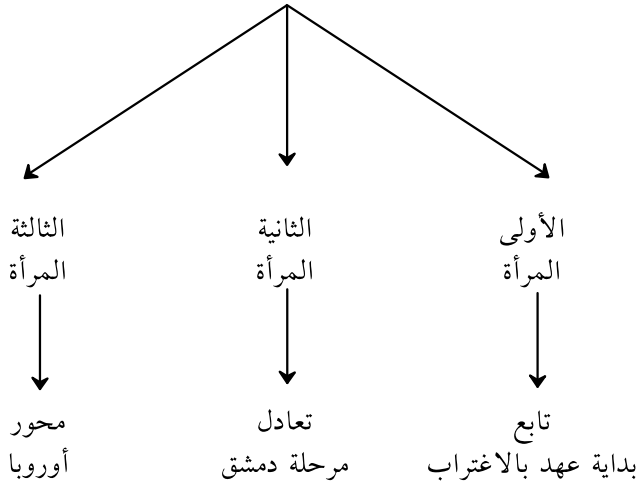 الأولى
المرأة
الثانية
المرأة
الثالثة
المرأة
تابع
بداية عهد بالاغتراب
تعادل
مرحلة دمشق
محور
أوروبا